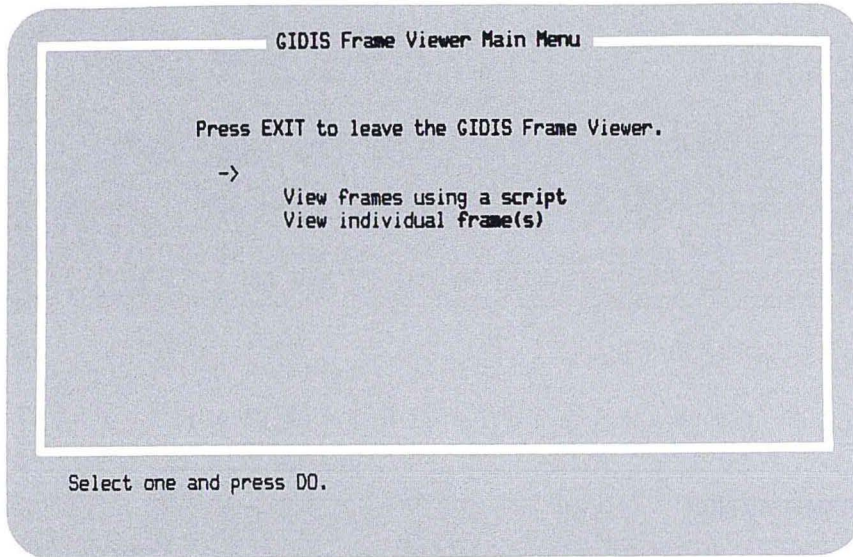 GIDIS Frame Viewer Main Menu
Press EXIT to leave the GIDIS Frame Viewer.
->
View frames using a script
View individual frame(s)
Select one and press DO.